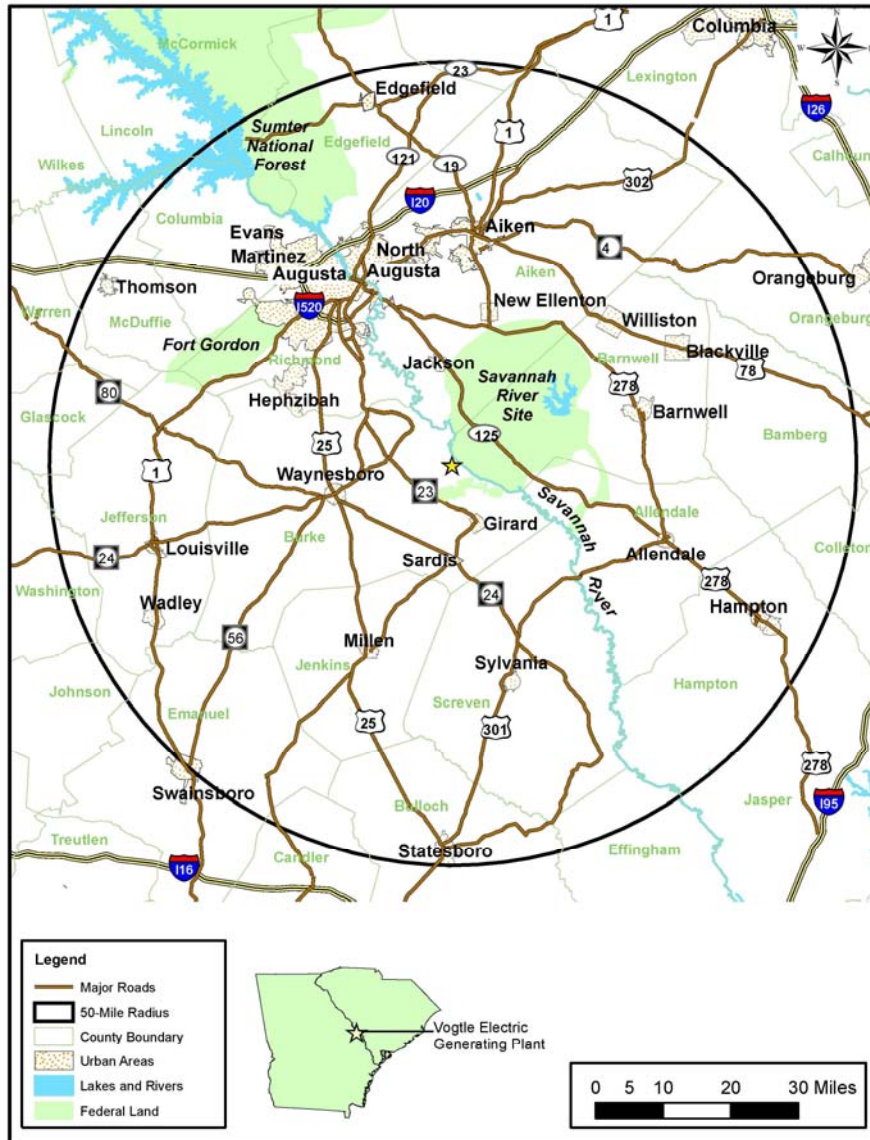 McCormick
1
Columbia
23
Lexington
Edgefield
I26
Lincoln
Sumter
National
Forest
Edgefield
1
Calhoun
Wilkes
121
19
302
I20
Columbia
Evans
Martinez
Augusta
North
Augusta
Aiken
4
Aiken
Orangeburg
Thomson
I520
New Ellenton
Warren
McDuffie
Williston
Orangeburg
Fort Gordon
Richmond
Jackson
Savannah
River
Site
Barnwell
Blackville
78
80
Hephzibah
278
Barnwell
Glascock
125
25
Bamberg
1
Waynesboro
23
Savannah
River
Jefferson
Girard
Allendale
24
Louisville
Burke
Allendale
Colleton
Sardis
Washington
24
278
Wadley
Hampton
56
Millen
Sylvania
Jenkins
Johnson
Screven
Hampton
Emanuel
25
301
278
Swainsboro
Jasper
I95
Bulloch
Treutlen
Statesboro
Effingham
I16
Candler
Legend
Major Roads
50-Mile Radius
County Boundary
Urban Areas
Lakes and Rivers
Federal Land
Vogtle Electric
Generating Plant
0 5 10 20 30 Miles